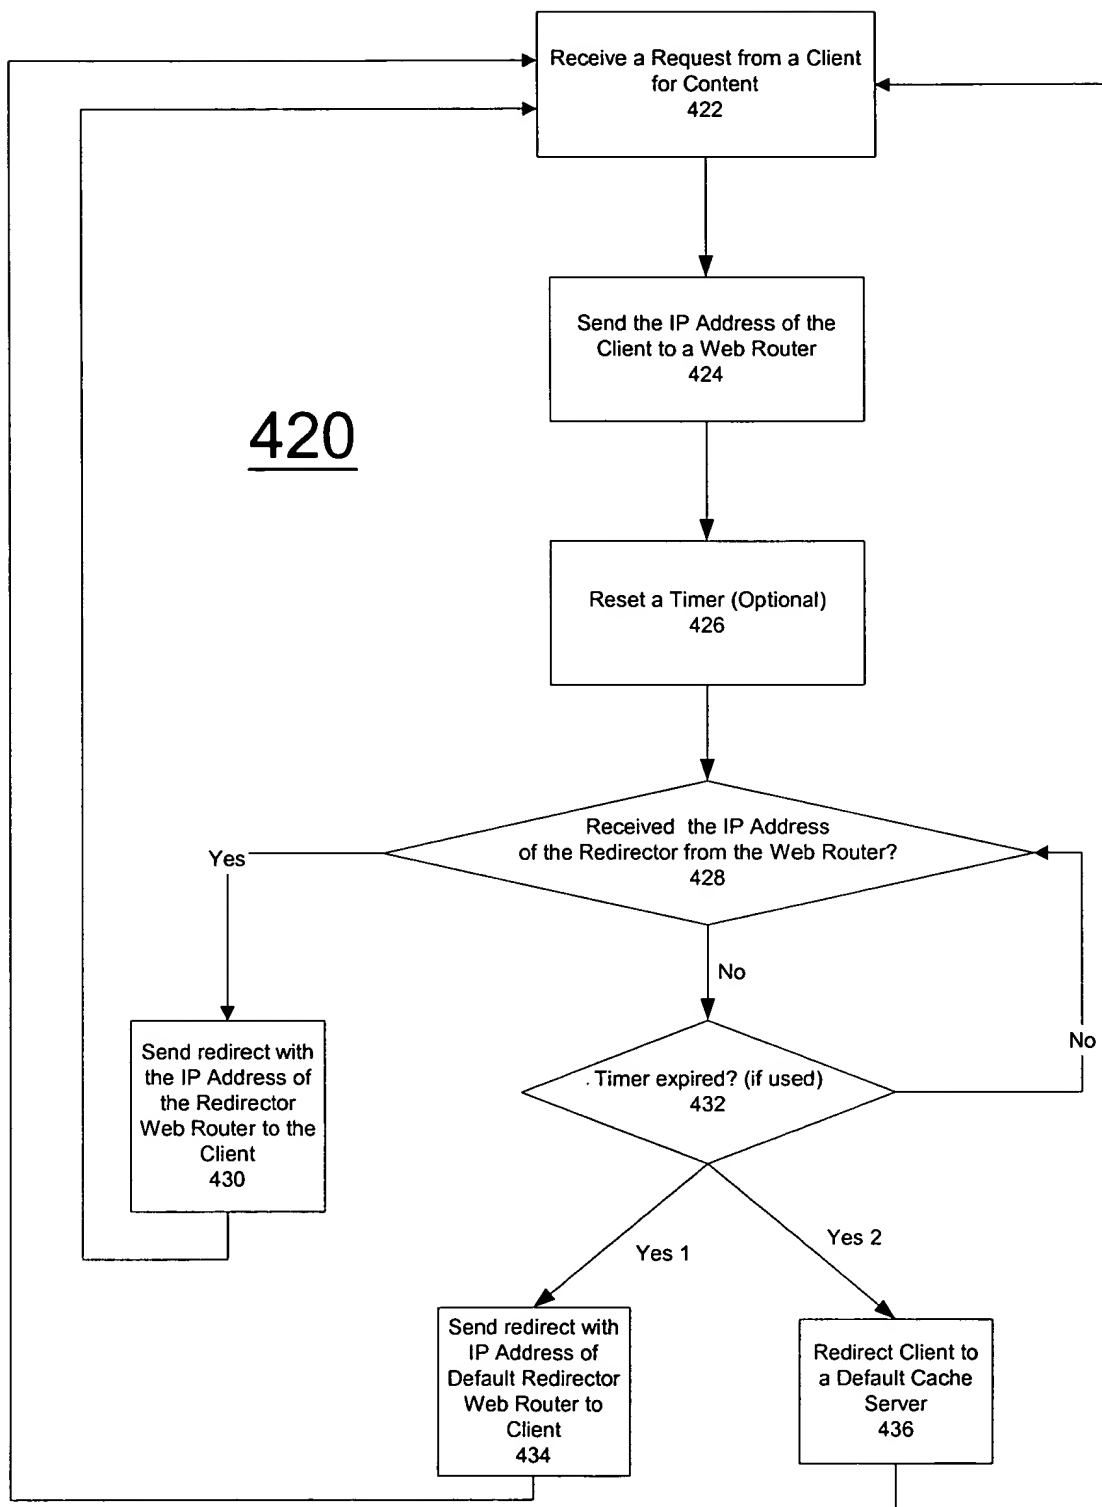 Receive a Request from a Client
for Content
422
Send the IP Address of the
Client to a Web Router
424
420
Reset a Timer (Optional)
426
Received the IP Address
of the Redirector from the Web Router?
428
Yes
No
No
Send redirect with
the IP Address of
the Redirector
Web Router to the
Client
430
Timer expired? (if used)
432
Yes 1
Yes 2
Send redirect with
IP Address of
Default Redirector
Web Router to
Client
434
Redirect Client to
a Default Cache
Server
436